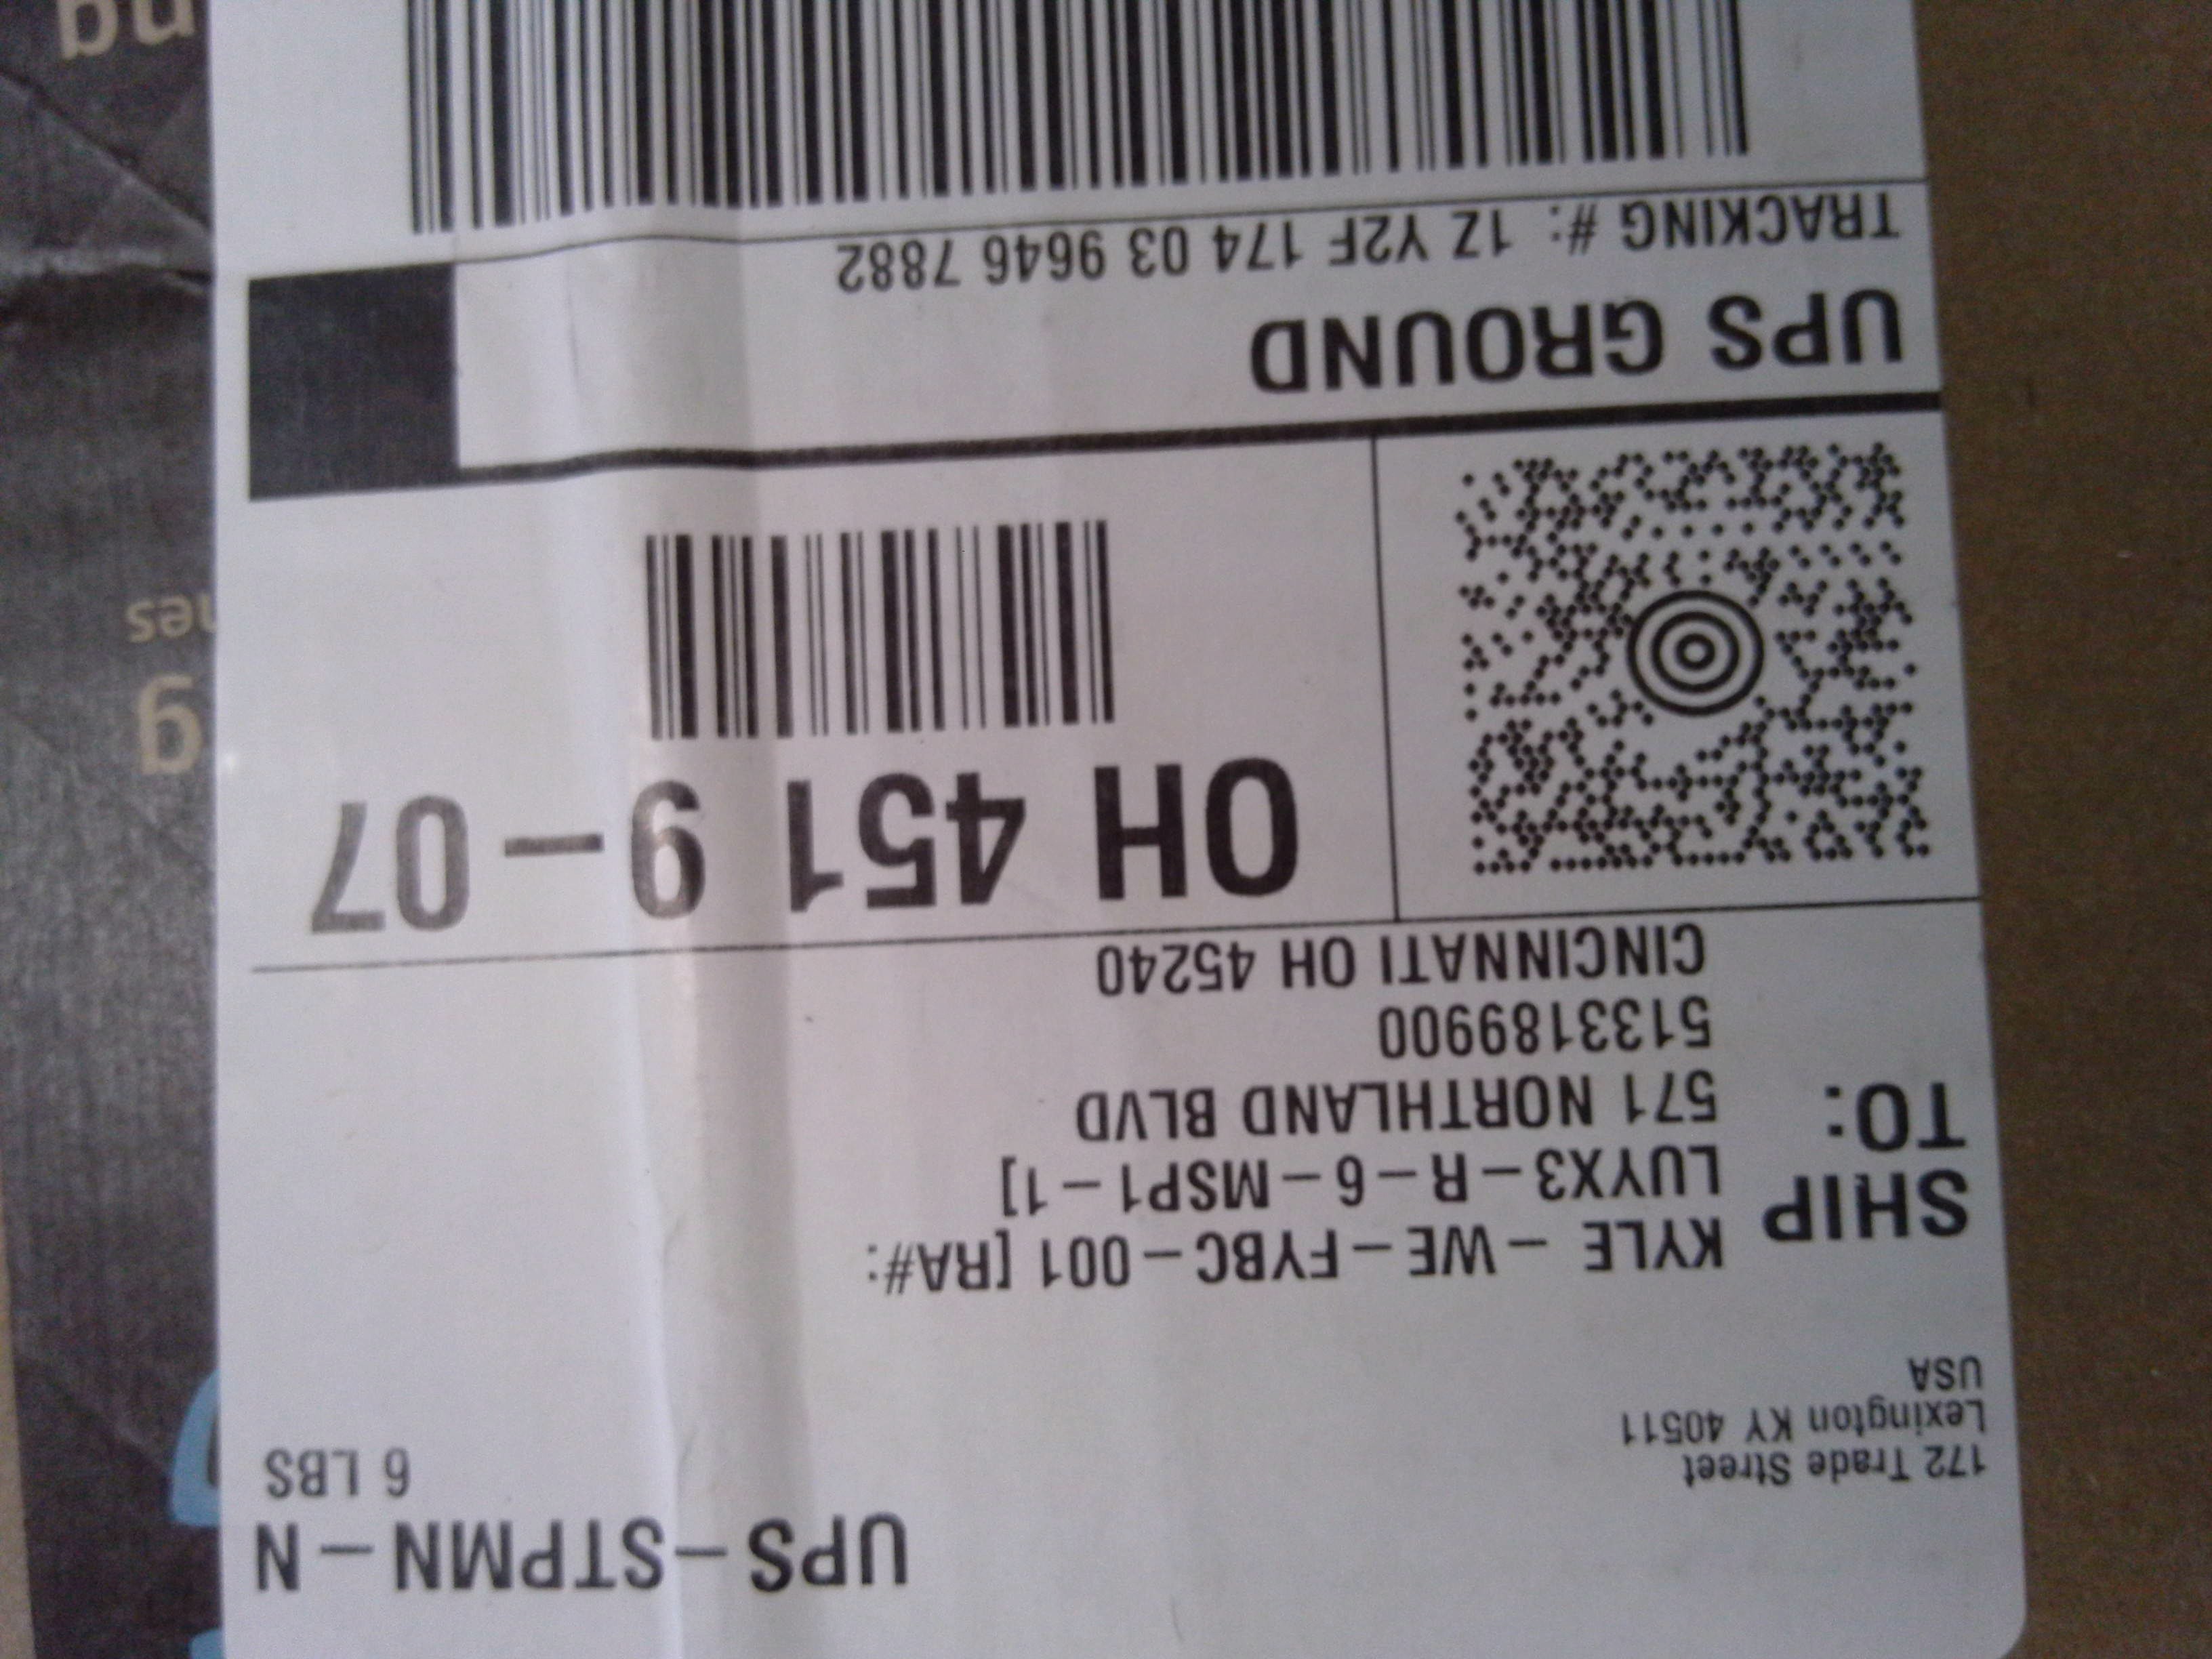 UPS-STPMN-N
6 LBS
172 Trade Street
Lexington KY 40511
USA
SHIP
TO:
KYLE - WE-FYBC-001 [RA#:
LUYX3-R-6-MSP1-1]
571 NORTHLAND BLVD
5133189900
CINCINNATI OH 45240
OH 451 9-07
UPS GROUND
TRACKING #: 1Z Y2F 174 03 9646 7882